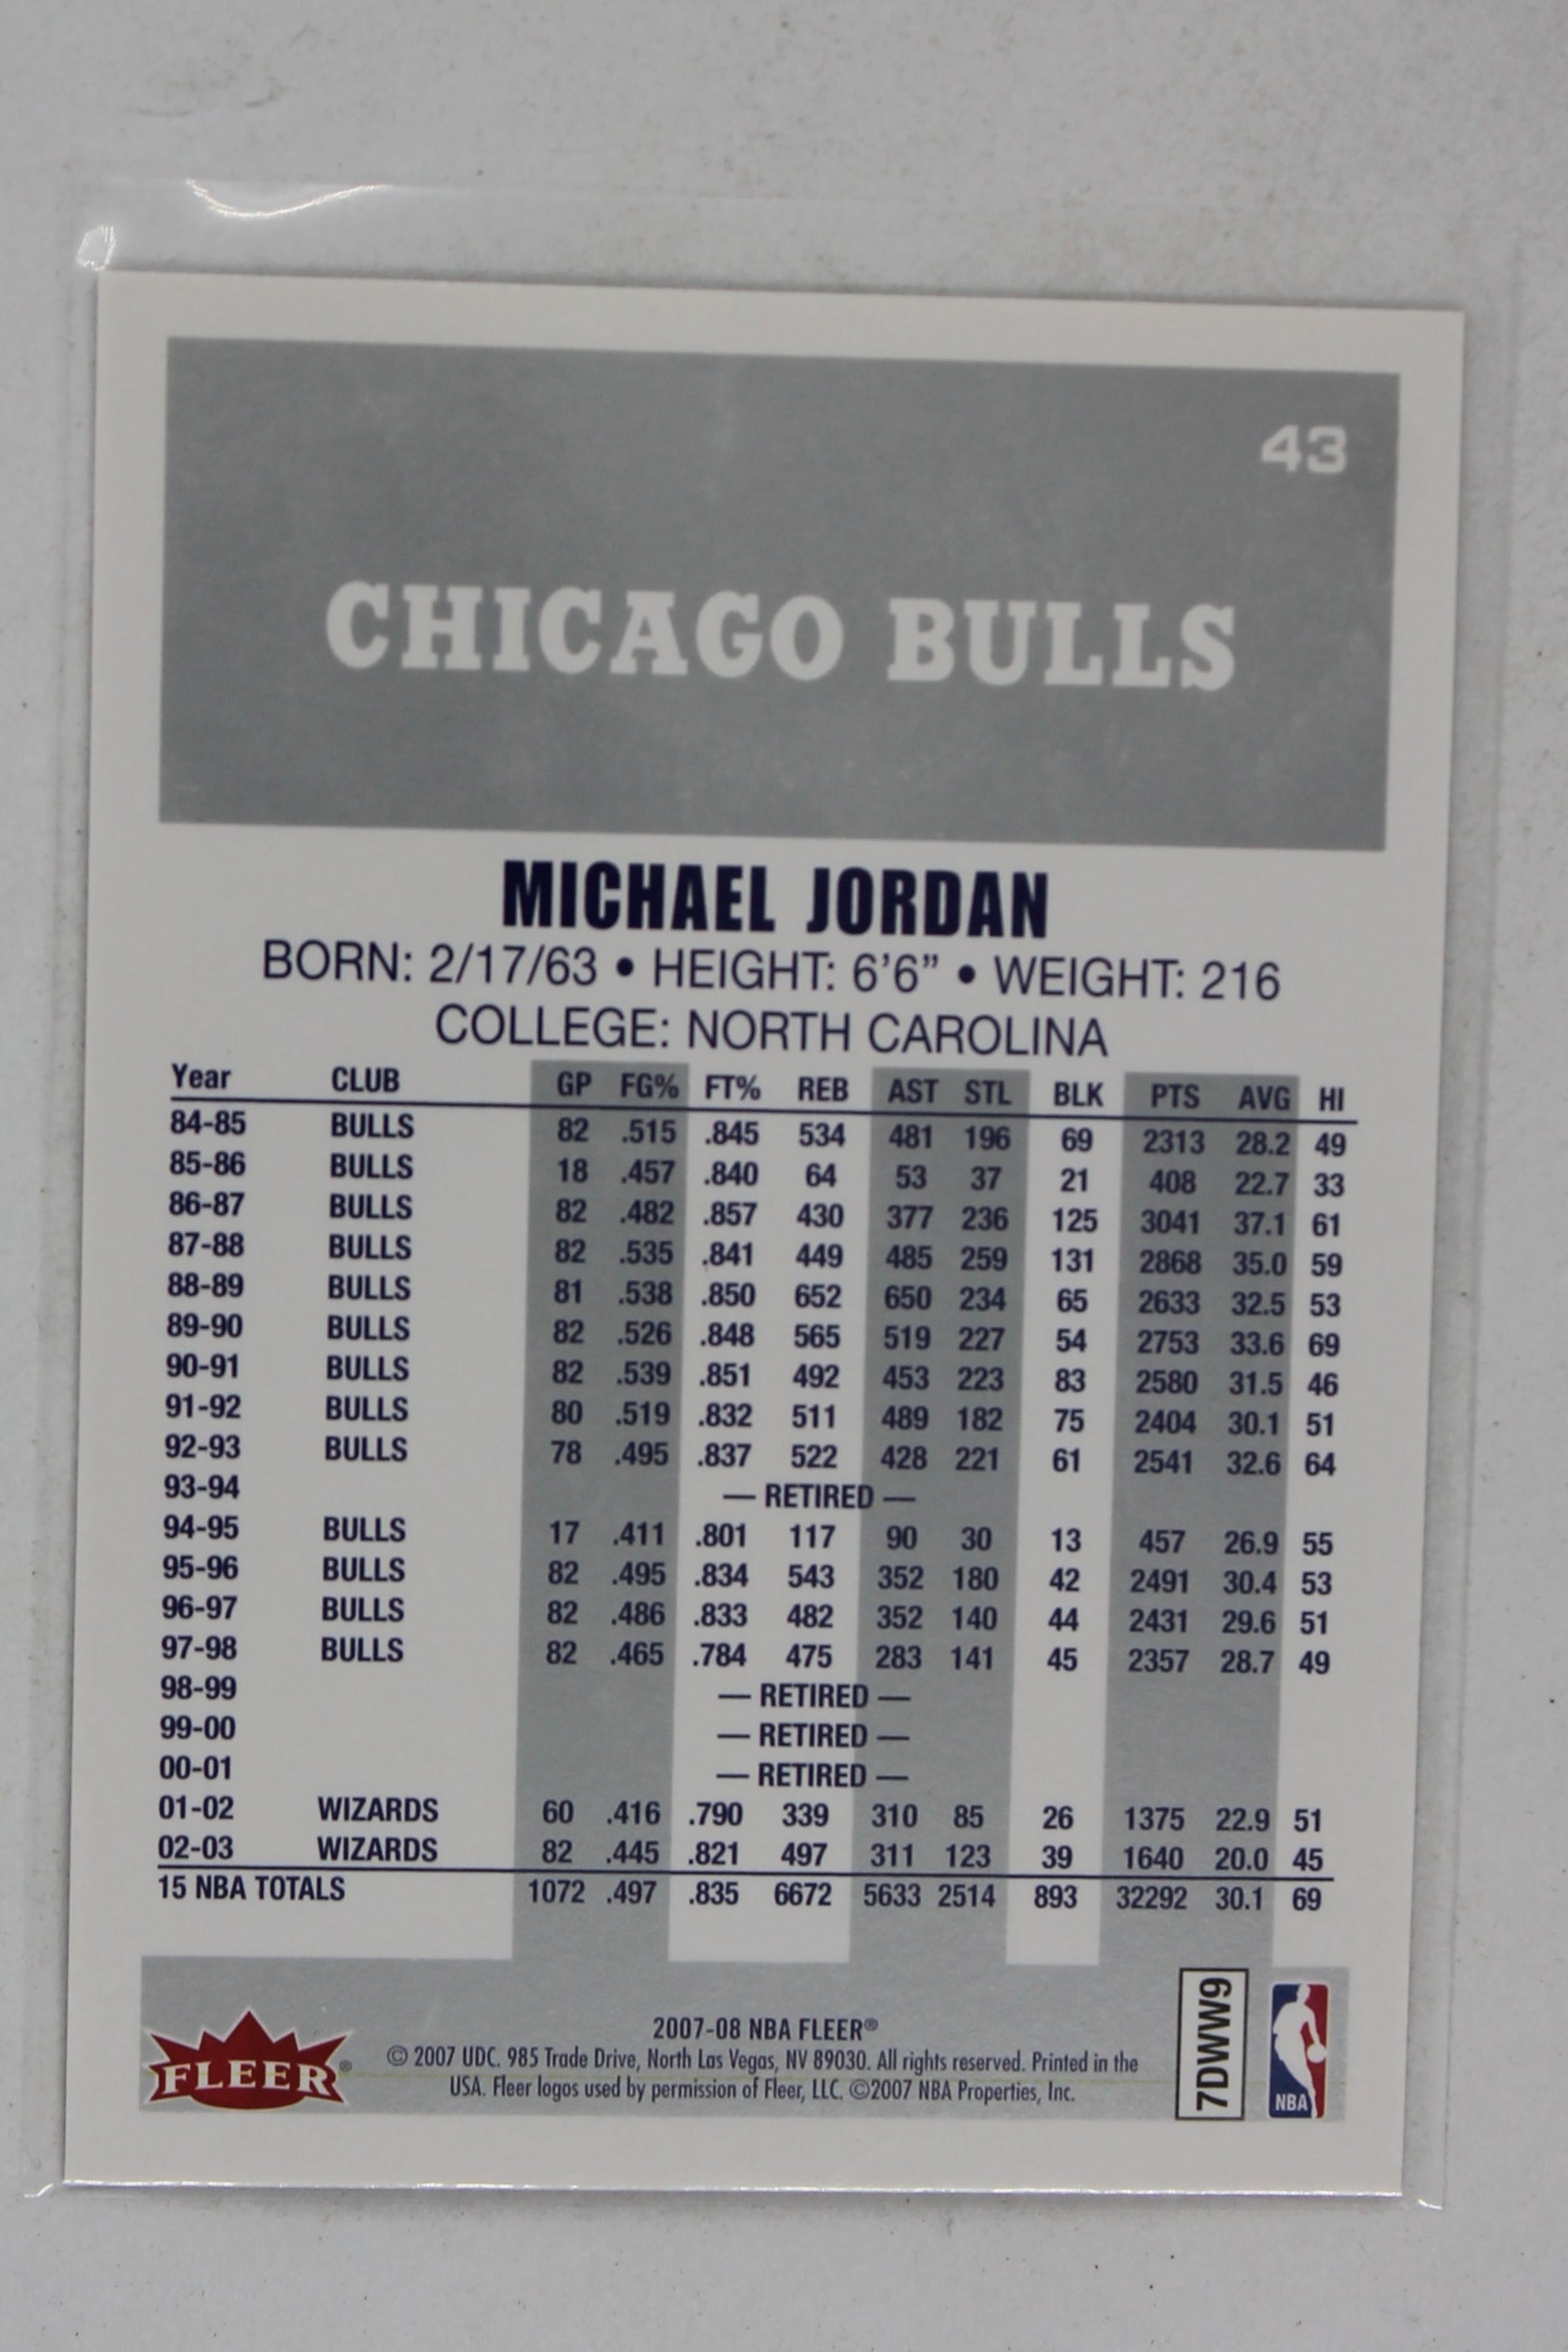 43
CHICAGO BULLS
MICHAEL JORDAN
BORN: 2/17/63 • HEIGHT: 6'6” • WEIGHT: 216
COLLEGE: NORTH CAROLINA
Year CLUB GP FG% FT% REB AST STL BLK PTS AVG HI
84-85 BULLS 82 .515 .845 534 481 196 69 2313 28.2 49
85-86 BULLS 18 .457 .840 64 53 37 21 408 22.7 33
86-87 BULLS 82 .482 .857 430 377 236 125 3041 37.1 61
87-88 BULLS 82 .535 .841 449 485 259 131 2868 35.0 59
88-89 BULLS 81 .538 .850 652 650 234 65 2633 32.5 53
89-90 BULLS 82 .526 .848 565 519 227 54 2753 33.6 69
90-91 BULLS 82 .539 .851 492 453 223 83 2580 31.5 46
91-92 BULLS 80 .519 .832 511 489 182 75 2404 30.1 51
92-93 BULLS 78 .495 .837 522 428 221 61 2541 32.6 64
93-94 — RETIRED —
94-95 BULLS 17 .411 .801 117 90 30 13 457 26.9 55
95-96 BULLS 82 .495 .834 543 352 180 42 2491 30.4 53
96-97 BULLS 82 .486 .833 482 352 140 44 2431 29.6 51
97-98 BULLS 82 .465 .784 475 283 141 45 2357 28.7 49
98-99 — RETIRED —
99-00 — RETIRED —
00-01 — RETIRED —
01-02 WIZARDS 60 .416 .790 339 310 85 26 1375 22.9 51
02-03 WIZARDS 82 .445 .821 497 311 123 39 1640 20.0 45
15 NBA TOTALS 1072 .497 .835 6672 5633 2514 893 32292 30.1 69
FLEER®
2007-08 NBA FLEER®
© 2007 UDC. 985 Trade Drive, North Las Vegas, NV 89030. All rights reserved. Printed in the
USA. Fleer logos used by permission of Fleer, LLC. ©2007 NBA Properties, Inc.
7DWW9
NBA